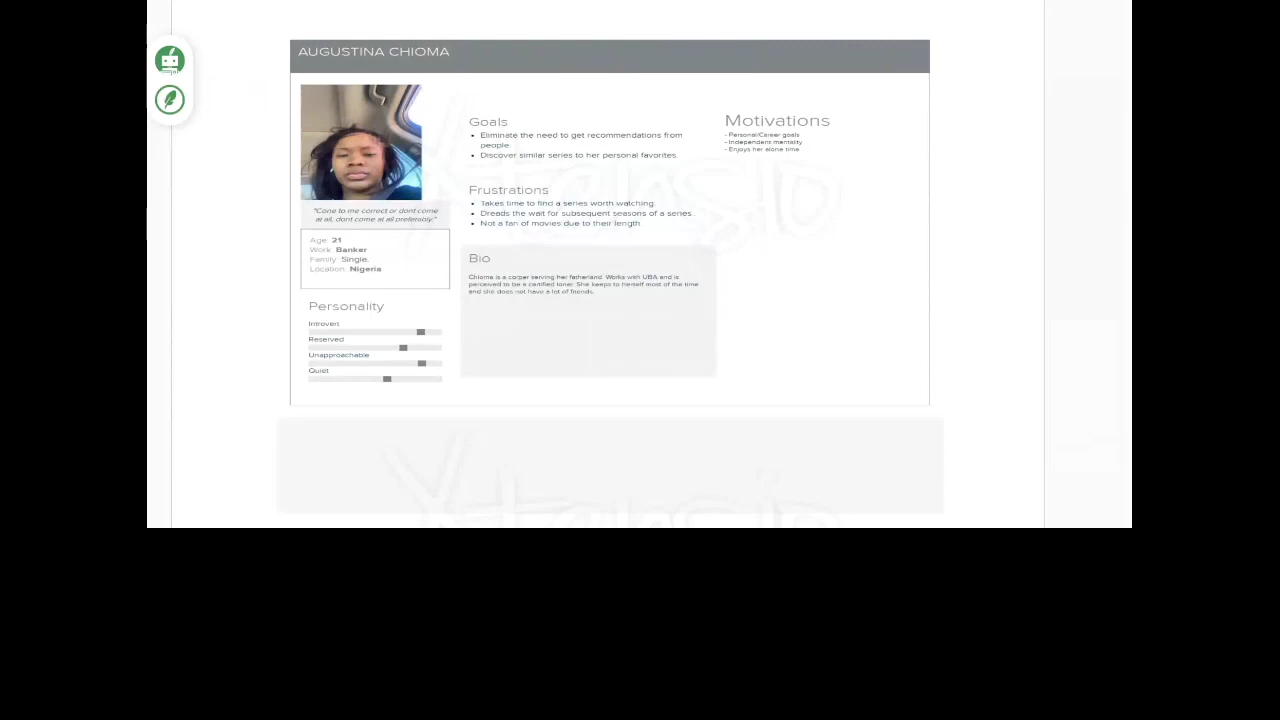 AUGUSTINA CHIOMA
"Cone to me correct or dont come
at all, dont come at all preferably."
Age: 21
Work: Banker
Family: Single.
Location: Nigeria
Personality
Introvert
Reserved
Unapproachable
Quiet
Goals
• Eliminate the need to get recommendations from
people.
• Discover similar series to her personal favorites.
Frustrations
• Takes time to find a series worth watching.
• Dreads the wait for subsequent seasons of a series.
• Not a fan of movies due to their length.
Bio
Chioma is a corper serving her fatherland. Works with UBA and is
perceived to be a certified loner. She keeps to herself most of the time
and she does not have a lot of friends.
Motivations
- Personal/Career goals
- Independent mentality
- Enjoys her alone time
Xtensio
Xtensio